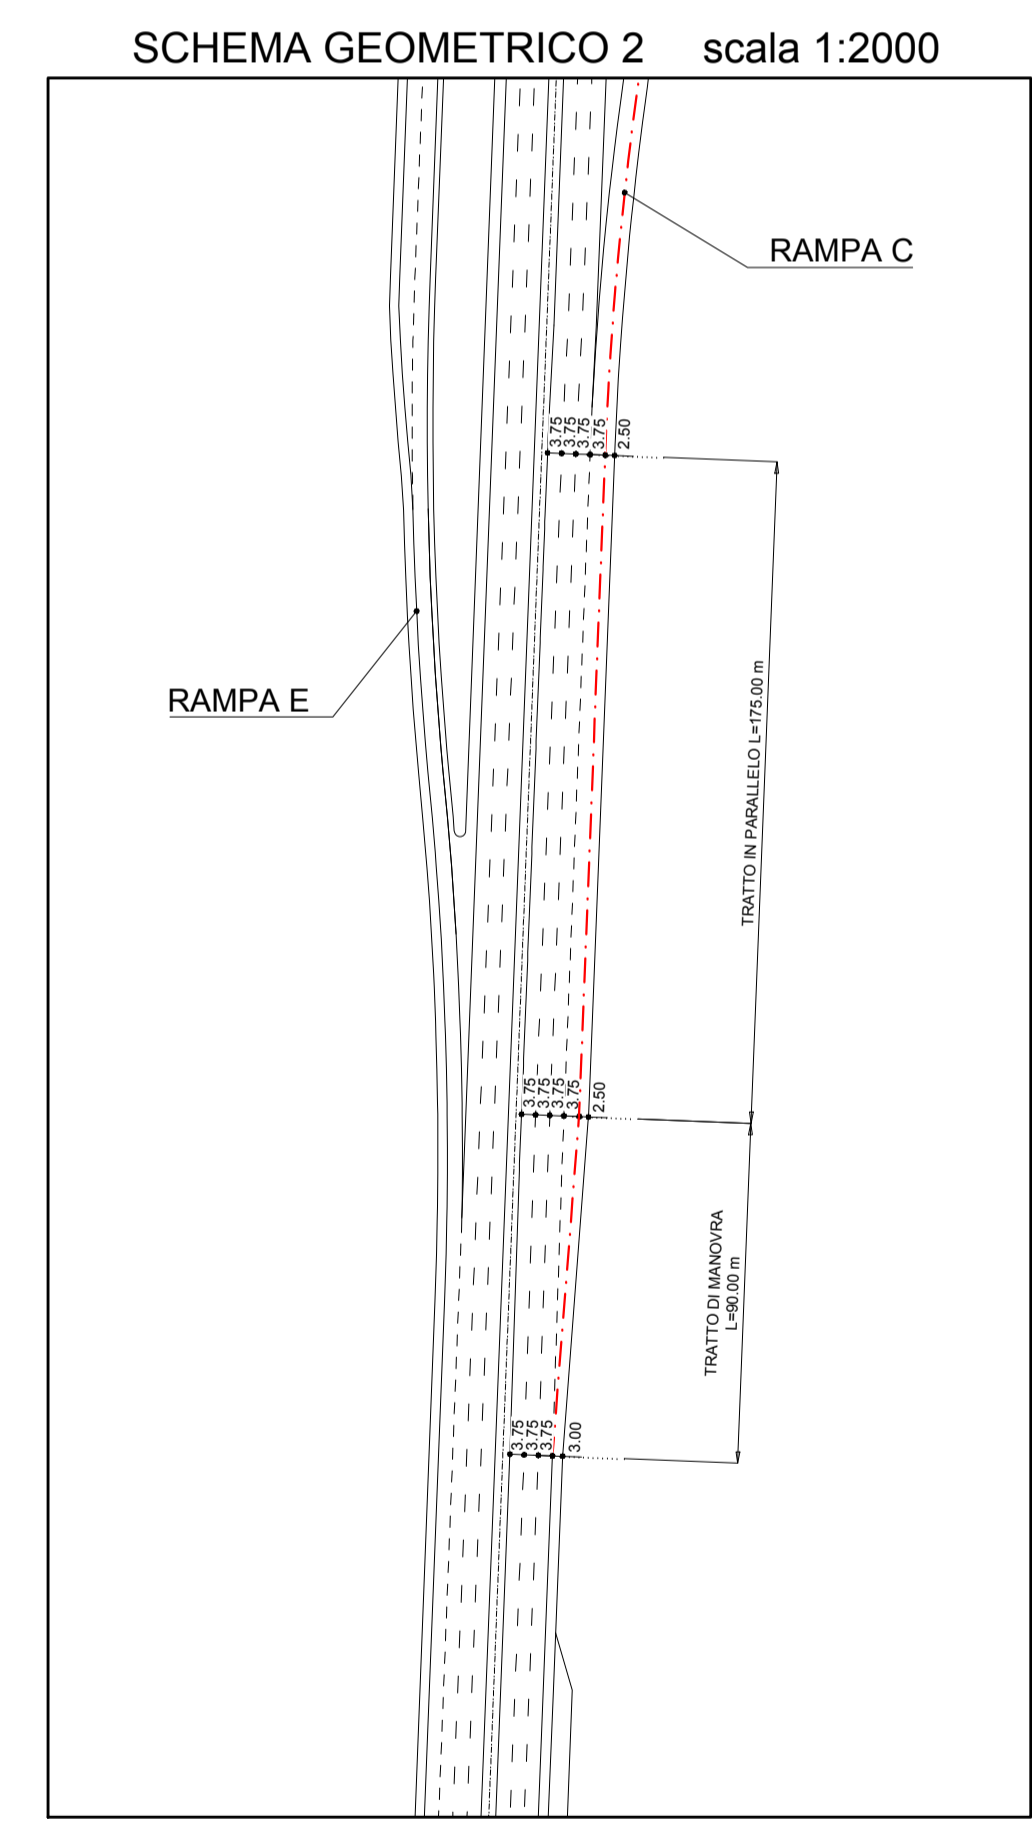 SCHEMA GEOMETRICO 2 scala 1:2000
RAMPA C
3.75
3.75
3.75
3.75
2.50
RAMPA E
TRATTO IN PARALLELO L=175.00 m
3.75
3.75
3.75
3.75
2.50
TRATTO DI MANOVRA
L=90.00 m
3.75
3.75
3.75
3.00